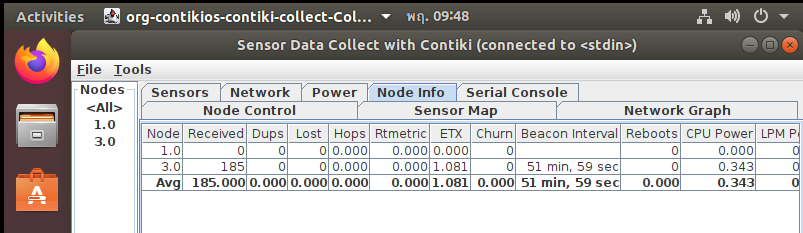 Activities org-contikios-contiki-collect-Col... พฤ. 09:48
Sensor Data Collect with Contiki (connected to <stdin>)
File Tools
Nodes
<All>
1.0
3.0
Sensors Network Power Node Info Serial Console
Node Control Sensor Map Network Graph
Node Received Dups Lost Hops Rtmetric ETX Churn Beacon Interval Reboots CPU Power LPM P
1.0 0 0 0 0.000 0.000 0.000 0 0 0.000 0
3.0 185 0 0 0.000 0.000 1.081 0 51 min, 59 sec 0 0.343 0
Avg 185.000 0.000 0.000 0.000 0.000 1.081 0.000 51 min, 59 sec 0.000 0.343 0